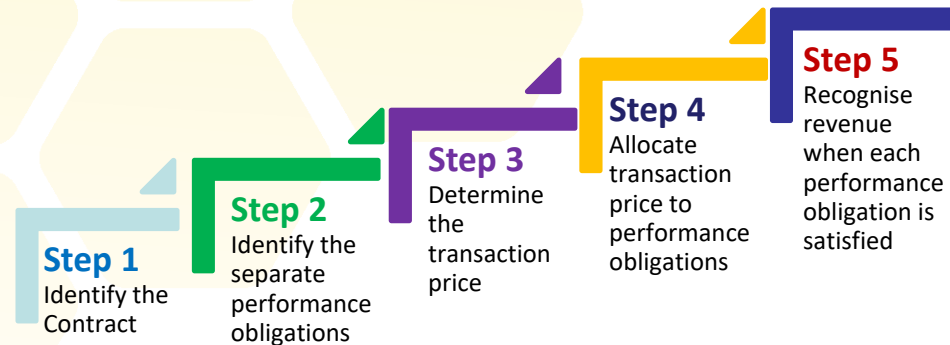 Step 1
Identify the
Contract
Step 2
Identify the
separate
performance
obligations
Step 3
Determine
the
transaction
price
Step 4
Allocate
transaction
price to
performance
obligations
Step 5
Recognise
revenue
when each
performance
obligation is
satisfied